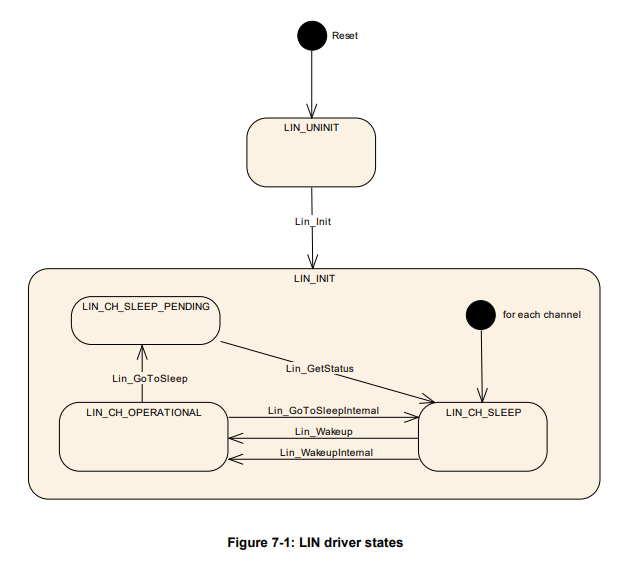 Reset
LIN_UNINIT
Lin_Init
LIN_INIT
LIN_CH_SLEEP_PENDING
for each channel
Lin_GetStatus
Lin_GoToSleep
LIN_CH_OPERATIONAL
Lin_GoToSleepInternal
LIN_CH_SLEEP
Lin_Wakeup
Lin_WakeupInternal
Figure 7-1: LIN driver states